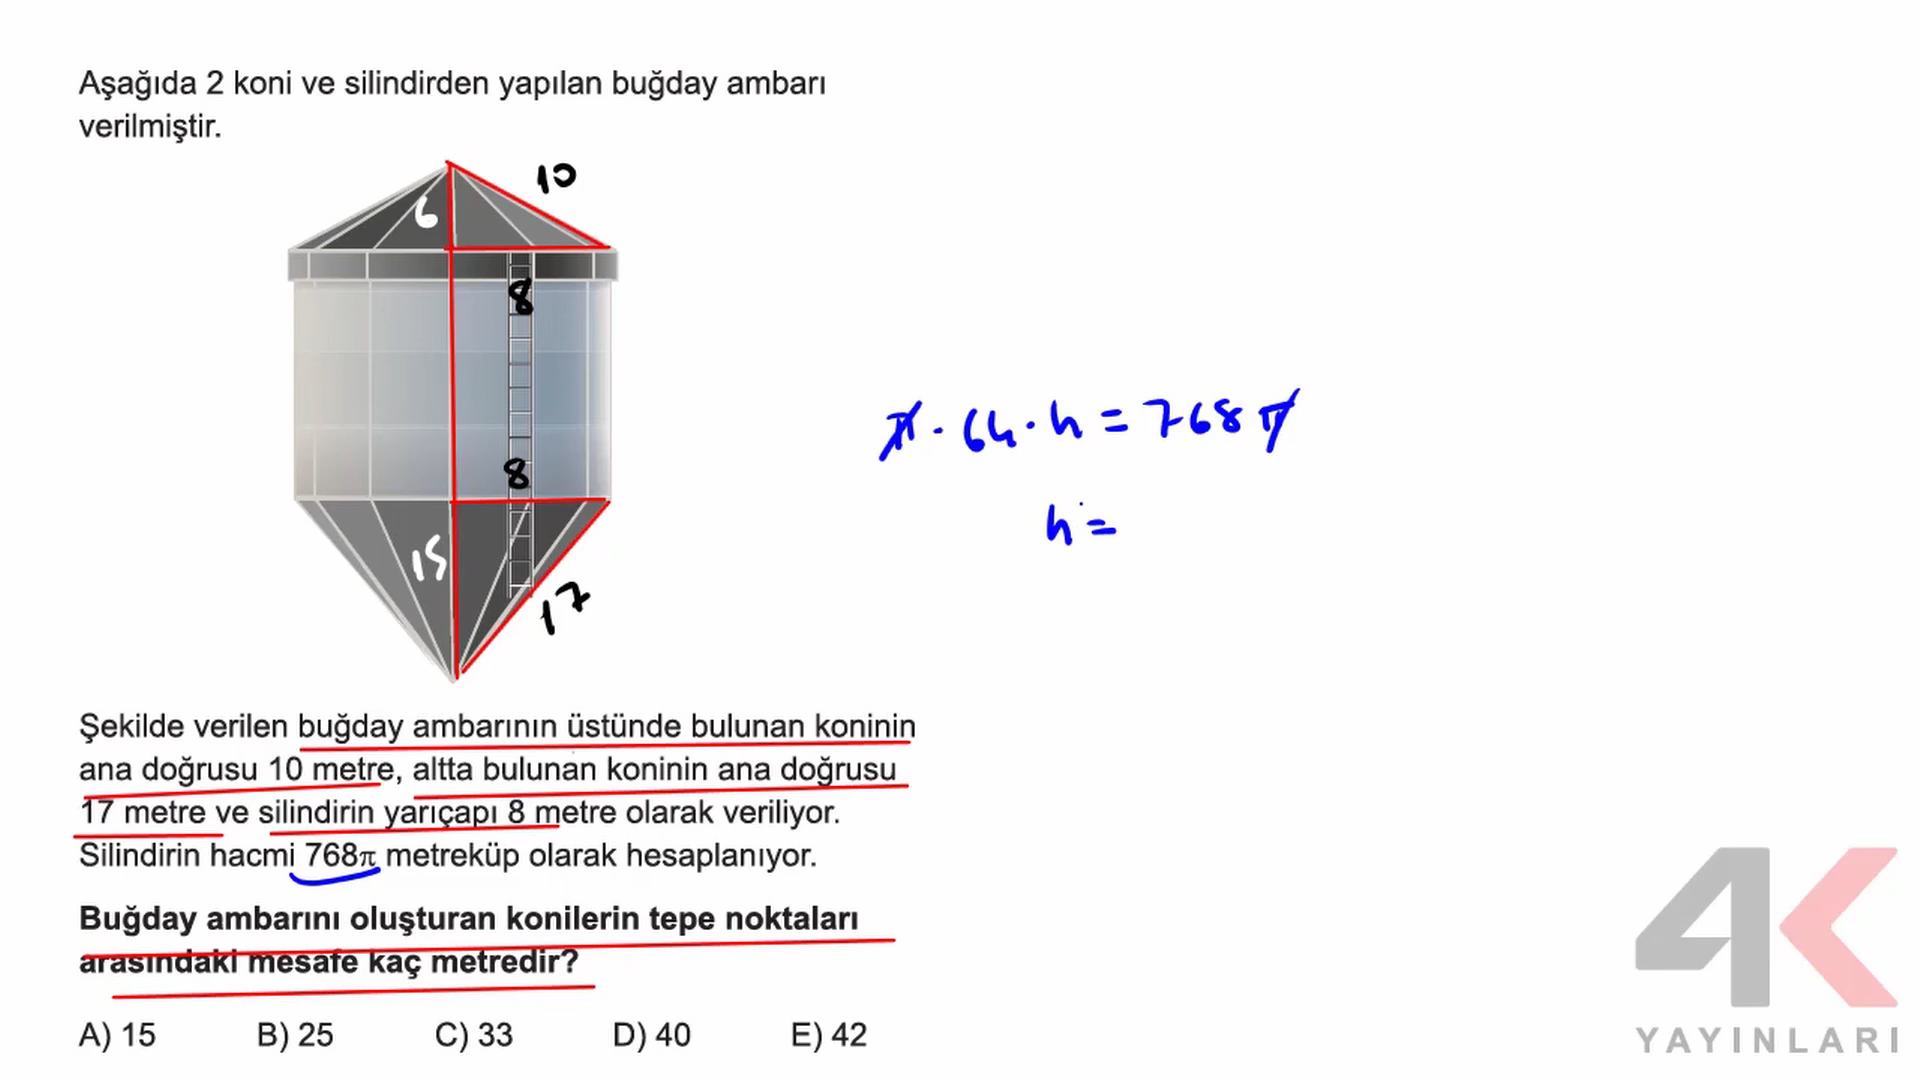 Aşağıda 2 koni ve silindirden yapılan buğday ambarı
verilmiştir.
10
6
8
8
15
17
π · 64 · h = 768 π
h =
Şekilde verilen buğday ambarının üstünde bulunan koninin
ana doğrusu 10 metre, altta bulunan koninin ana doğrusu
17 metre ve silindirin yarıçapı 8 metre olarak veriliyor.
Silindirin hacmi 768π metreküp olarak hesaplanıyor.
Buğday ambarını oluşturan konilerin tepe noktaları
arasındaki mesafe kaç metredir?
A) 15 B) 25 C) 33 D) 40 E) 42
4K
YAYINLARI